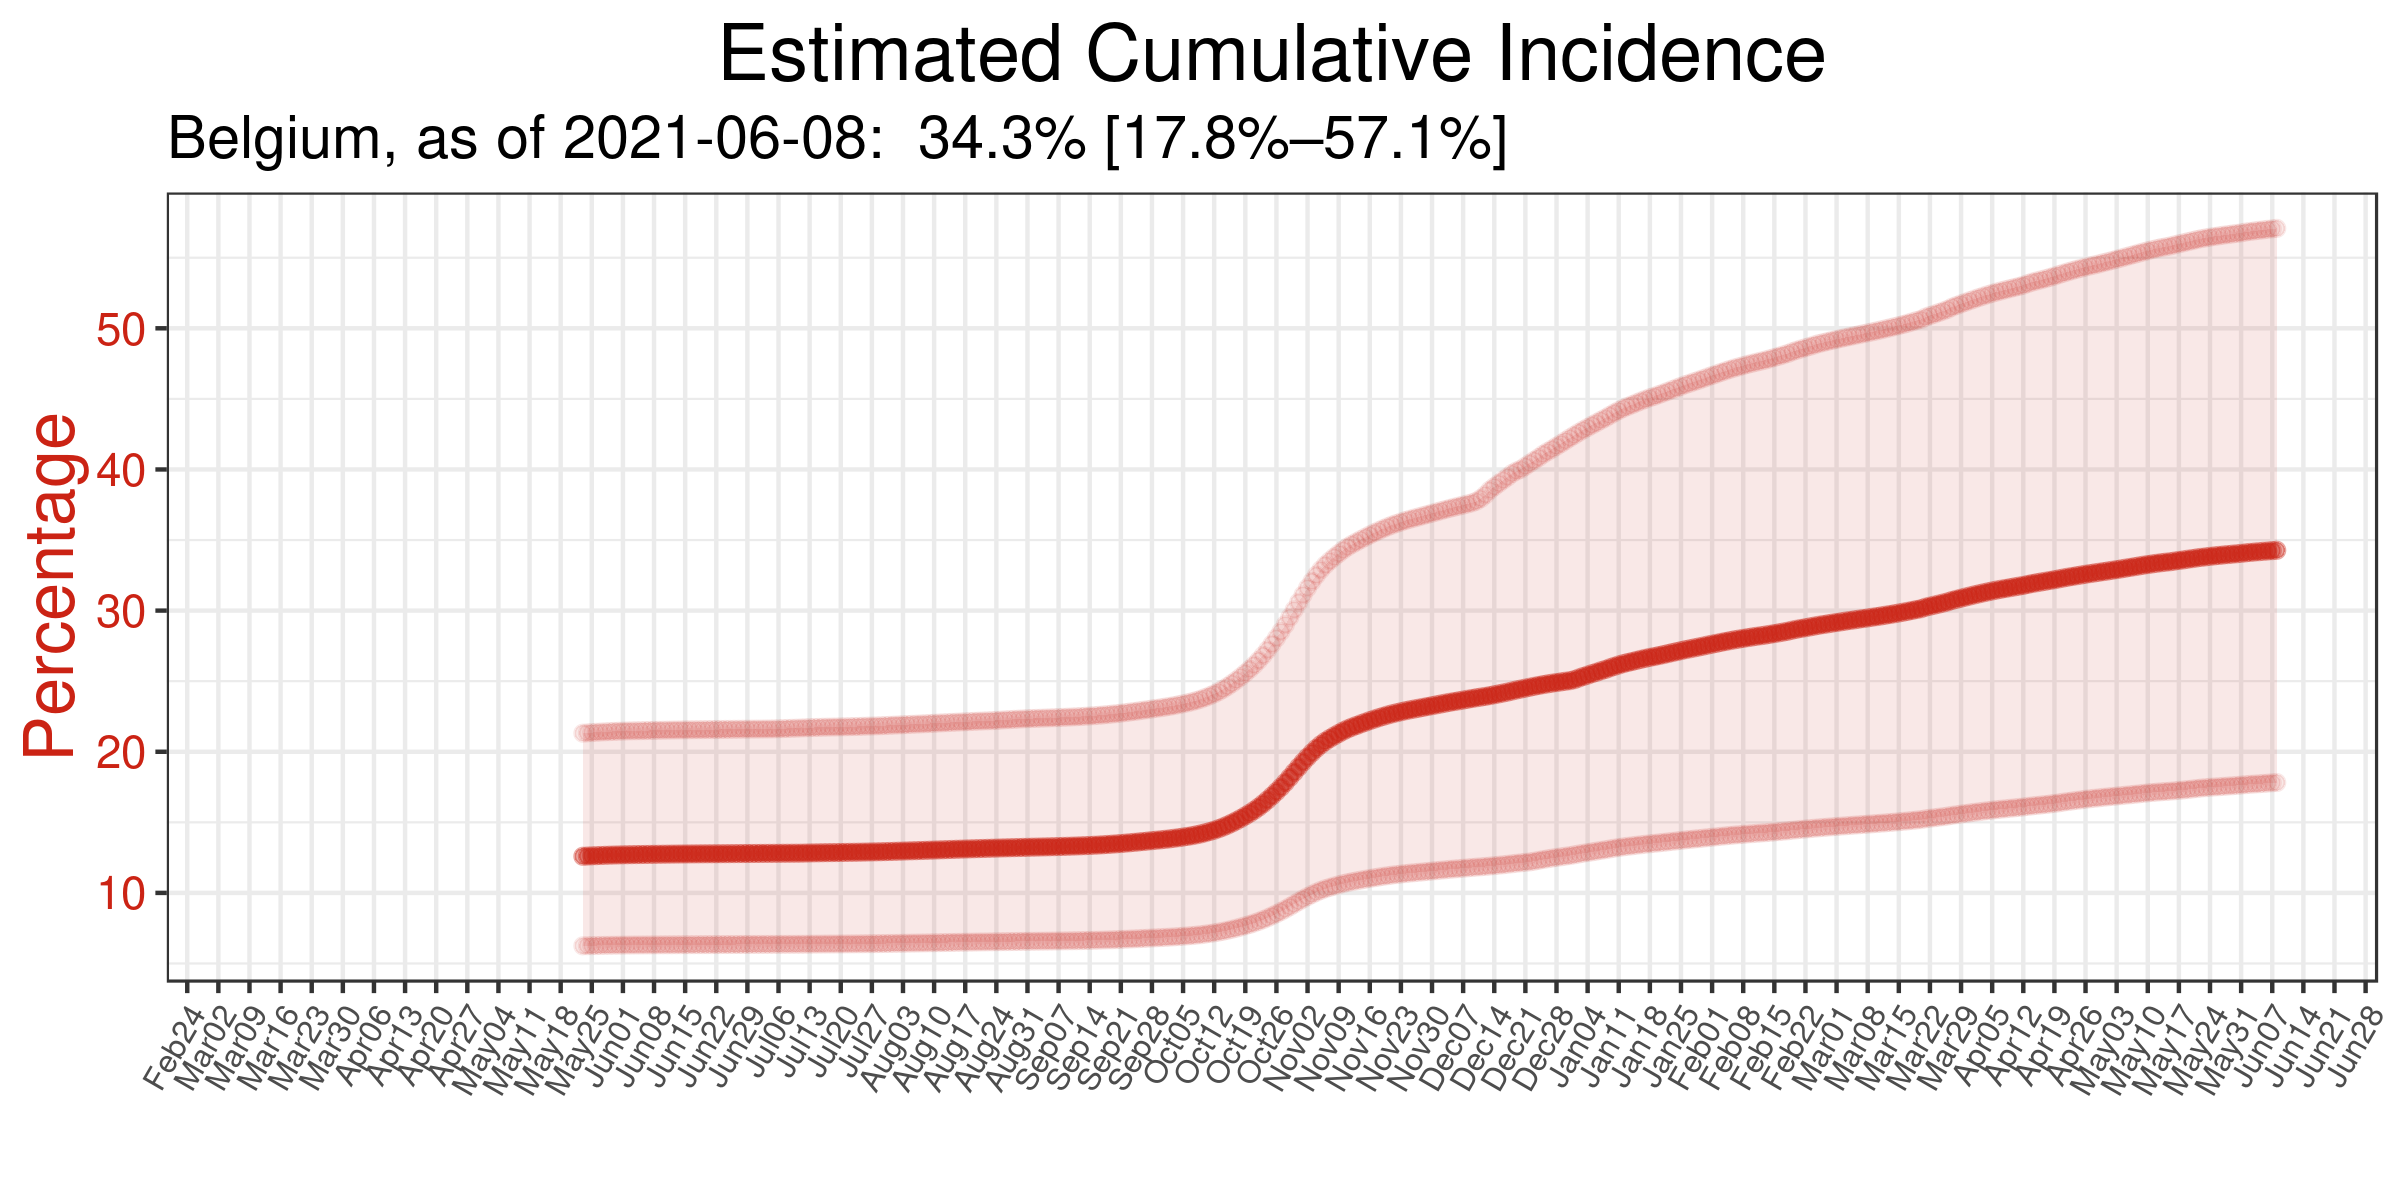 Estimated Cumulative Incidence
Belgium, as of 2021-06-08:  34.3% [17.8%–57.1%]
Percentage
50
40
30
20
10
Feb24
Mar02
Mar09
Mar16
Mar23
Mar30
Apr06
Apr13
Apr20
Apr27
May04
May11
May18
May25
Jun01
Jun08
Jun15
Jun22
Jun29
Jul06
Jul13
Jul20
Jul27
Aug03
Aug10
Aug17
Aug24
Aug31
Sep07
Sep14
Sep21
Sep28
Oct05
Oct12
Oct19
Oct26
Nov02
Nov09
Nov16
Nov23
Nov30
Dec07
Dec14
Dec21
Dec28
Jan04
Jan11
Jan18
Jan25
Feb01
Feb08
Feb15
Feb22
Mar01
Mar08
Mar15
Mar22
Mar29
Apr05
Apr12
Apr19
Apr26
May03
May10
May17
May24
May31
Jun07
Jun14
Jun21
Jun28